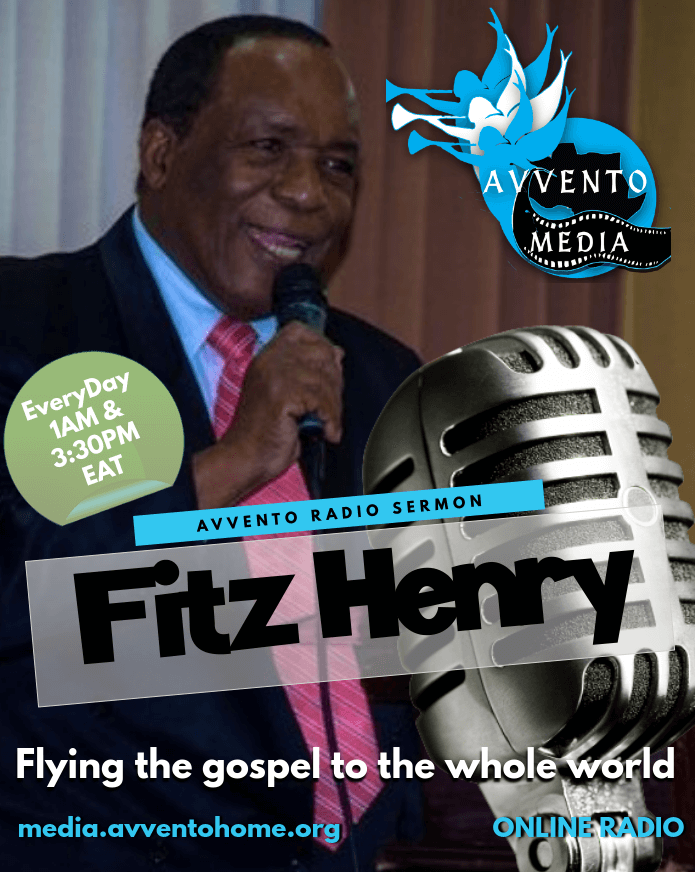 AVVENTO
MEDIA
EveryDay
1AM &
3:30PM
EAT
AVVENTO RADIO SERMON
Fitz Henry
Flying the gospel to the whole world
media.avventohome.org
ONLINE RADIO